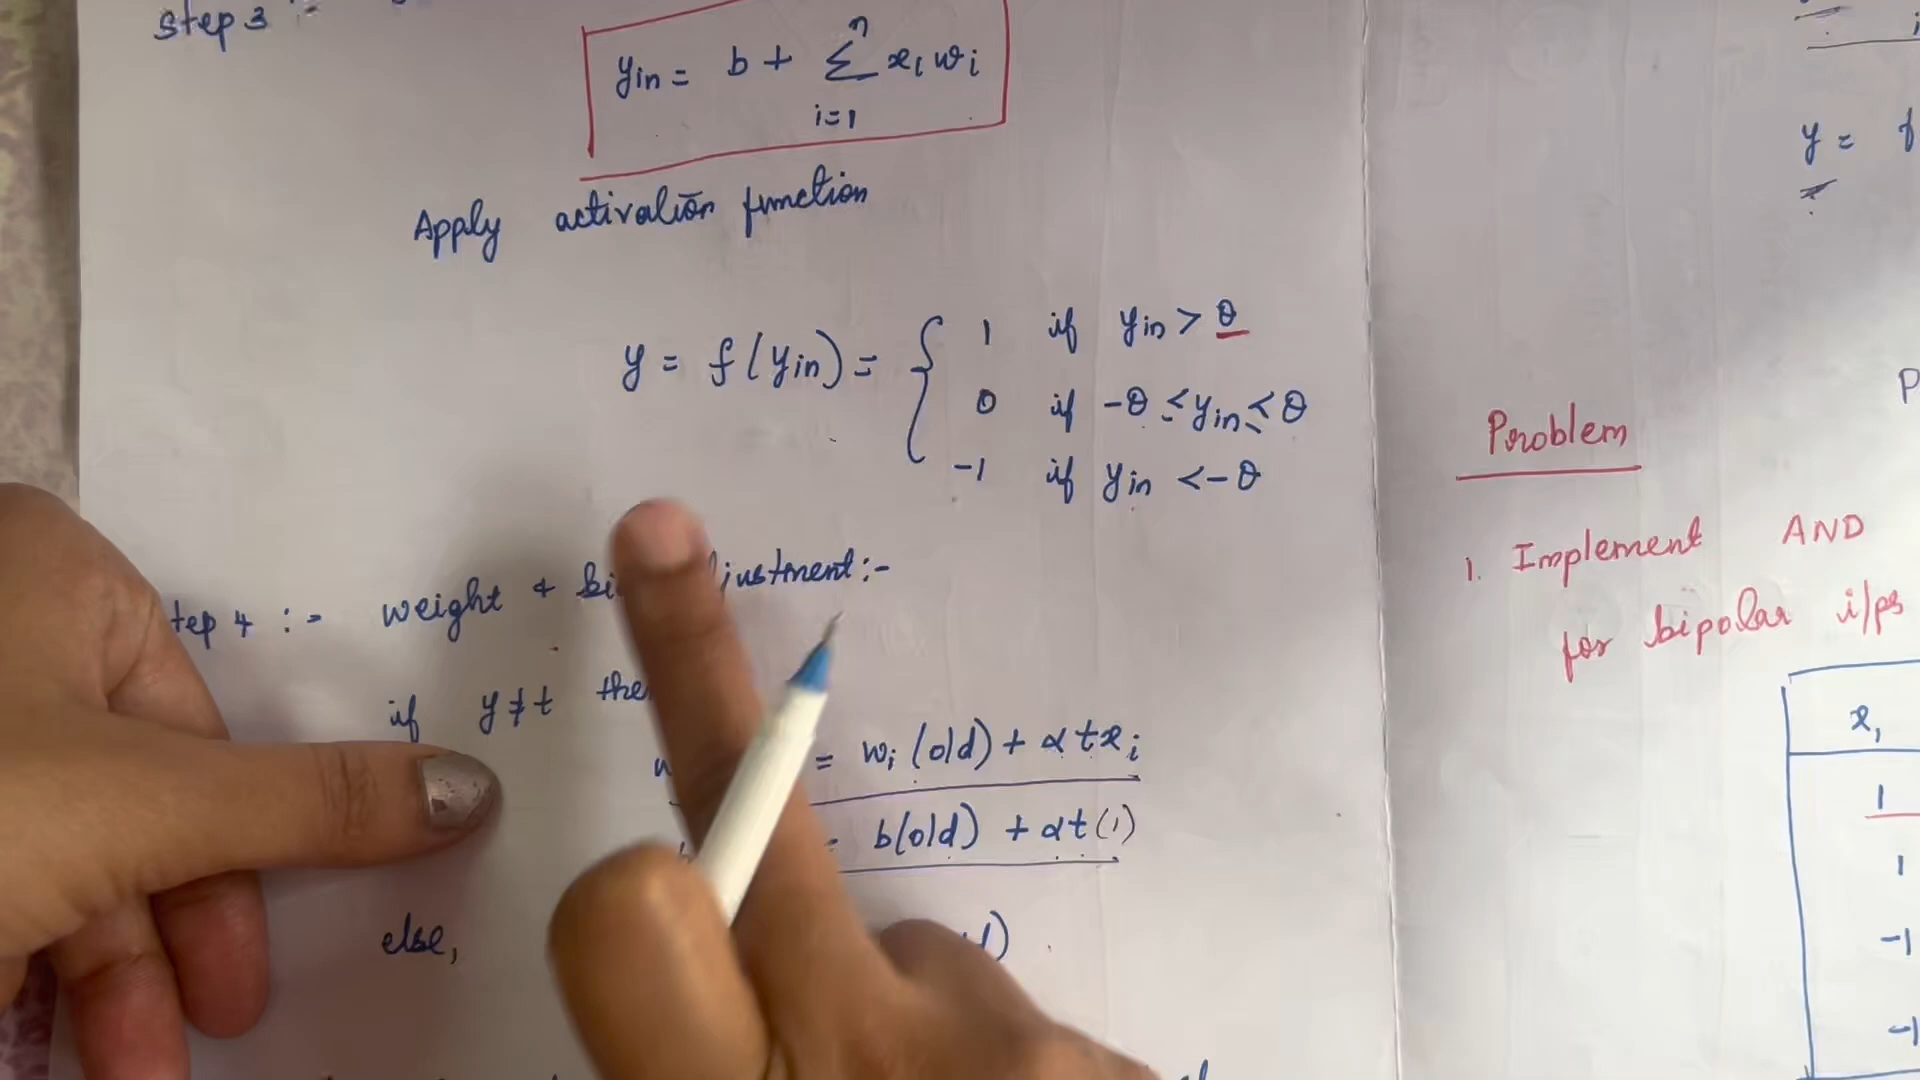 step 3 :-
yin = b + Σ xi wi
n
i=1
Apply activation function
y = f(yin) = { 1 if yin > θ
0 if -θ ≤ yin ≤ θ
-1 if yin < -θ
tep 4 :- weight + bi justment :-
if y ≠ t the
w = wi (old) + α t xi
= b(old) + αt (1)
else, d)
i
y = f
P
Problem
1. Implement AND
for bipolar i/ps
x1
1
1
-1
-1